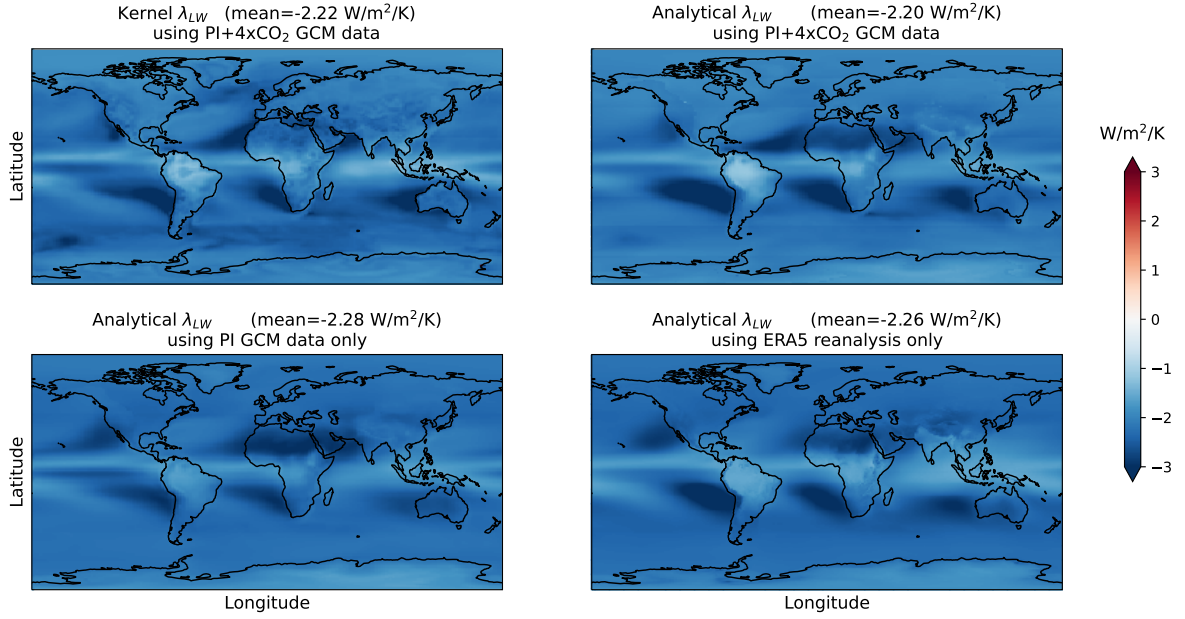 Kernel λ_LW (mean=-2.22 W/m²/K)
using PI+4xCO₂ GCM data
Analytical λ_LW (mean=-2.20 W/m²/K)
using PI+4xCO₂ GCM data
Latitude
W/m²/K
3
2
1
0
−1
−2
−3
Analytical λ_LW (mean=-2.28 W/m²/K)
using PI GCM data only
Analytical λ_LW (mean=-2.26 W/m²/K)
using ERA5 reanalysis only
Latitude
Longitude
Longitude